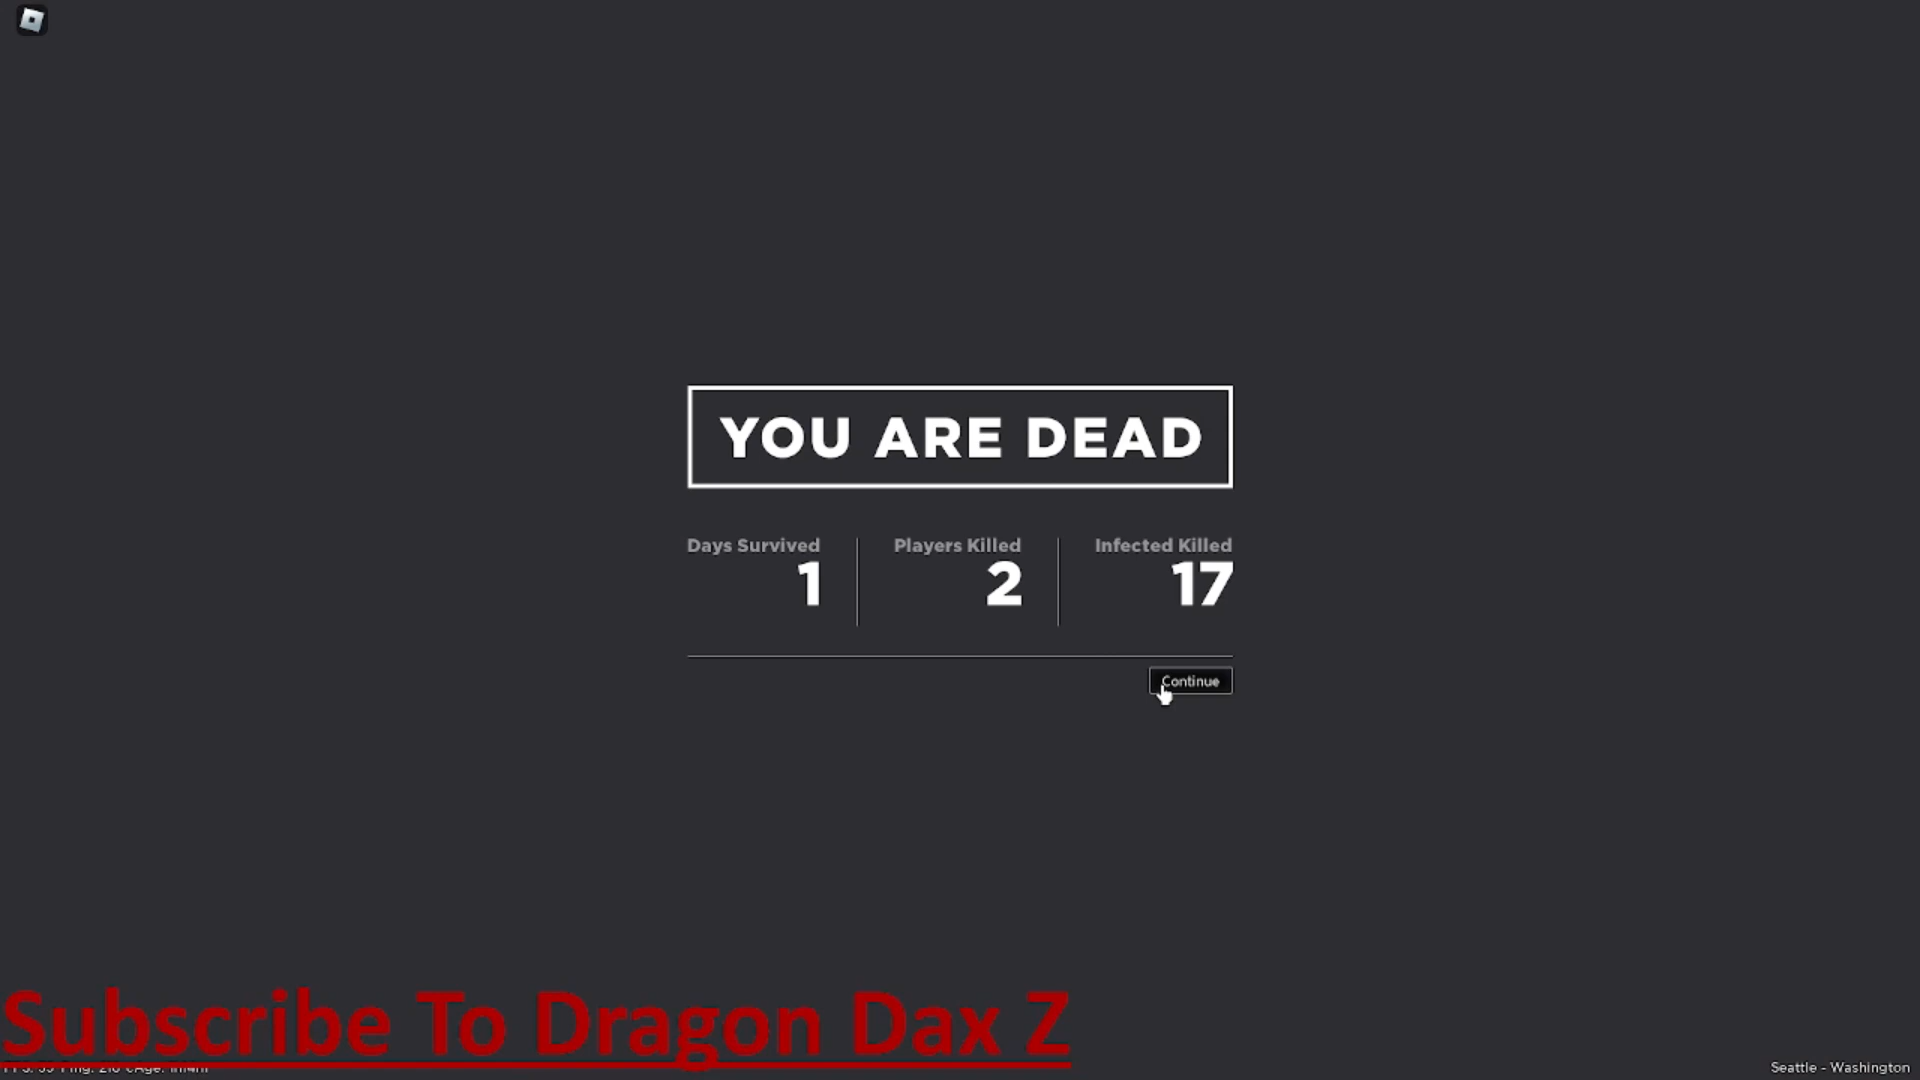 YOU ARE DEAD
Days Survived
1
Players Killed
2
Infected Killed
17
Continue
Subscribe To Dragon Dax Z
Seattle - Washington